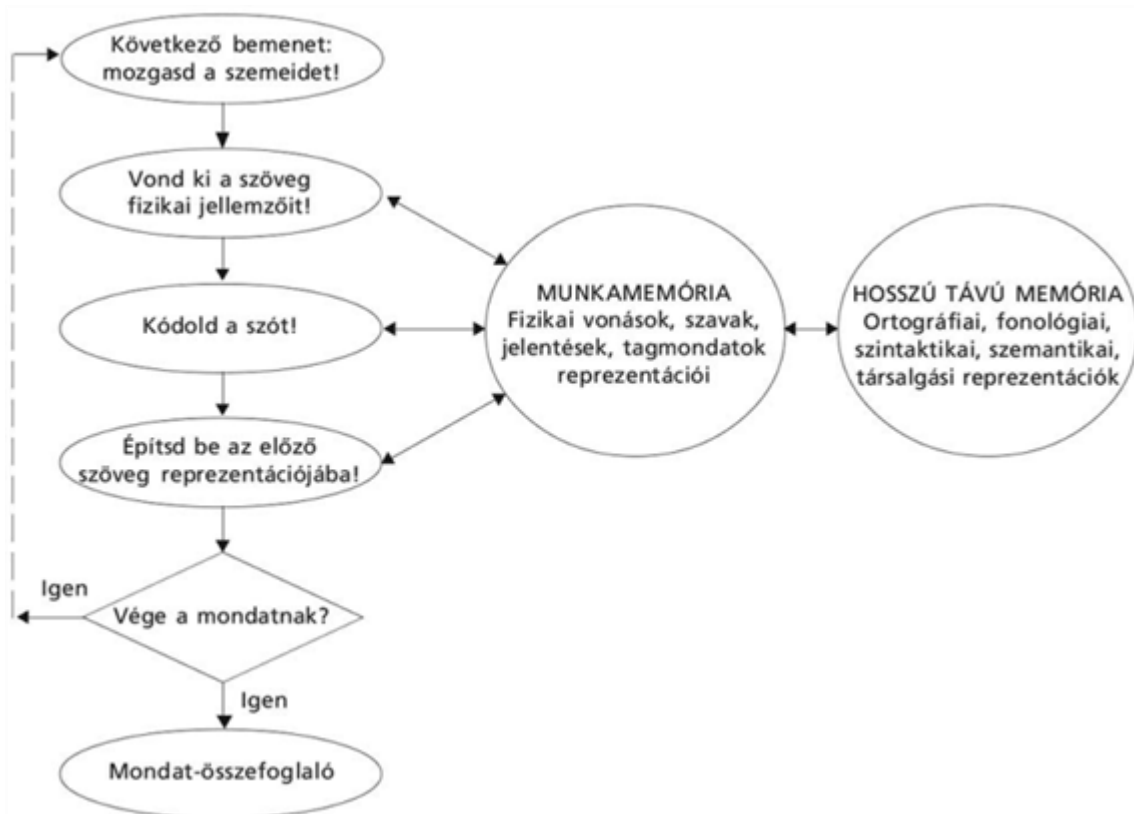 Következő bemenet:
mozgasd a szemeidet!
Vond ki a szöveg
fizikai jellemzőit!
Kódold a szót!
Építsd be az előző
szöveg reprezentációjába!
Vége a mondatnak?
Igen
Igen
Mondat-összefoglaló
MUNKAMEMÓRIA
Fizikai vonások, szavak,
jelentések, tagmondatok
reprezentációi
HOSSZÚ TÁVÚ MEMÓRIA
Ortográfiai, fonológiai,
szintaktikai, szemantikai,
társalgási reprezentációk